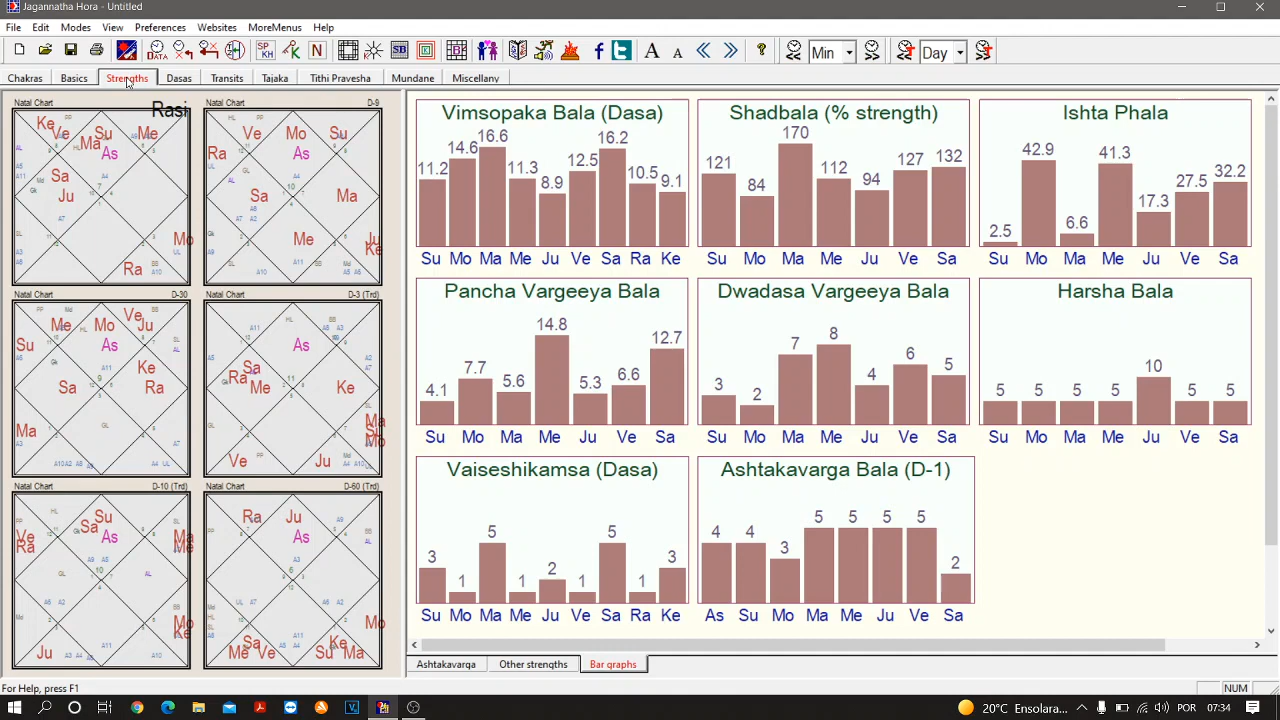 Jagannatha Hora - Untitled
File Edit Modes View Preferences Websites MoreMenus Help
DATA SP KH N SB A A ? Min Day
Chakras Basics Strengths Dasas Transits Tajaka Tithi Pravesha Mundane Miscellany
Natal Chart Rasi
Ke Ve Su Ma Me As Sa Ju Mo Ra
Natal Chart D-9
Ve Mo Su Ra As Sa Ma Me Ju Ke
Natal Chart D-30
Me Mo Ve Ju Su As Ke Sa Ra Ma
Natal Chart D-3 (Trd)
As Sa Ra Me Ke Ma Su Mo Ve Ju
Natal Chart D-10 (Trd)
Su Sa As Ve Ra Ma Me Mo Ke Ju
Natal Chart D-60 (Trd)
Ra Ju As Mo Sa Me Ve Ke Su Ma
Vimsopaka Bala (Dasa)
11.2 14.6 16.6 11.3 8.9 12.5 16.2 10.5 9.1
Su Mo Ma Me Ju Ve Sa Ra Ke
Shadbala (% strength)
121 84 170 112 94 127 132
Su Mo Ma Me Ju Ve Sa
Ishta Phala
2.5 42.9 6.6 41.3 17.3 27.5 32.2
Su Mo Ma Me Ju Ve Sa
Pancha Vargeeya Bala
4.1 7.7 5.6 14.8 5.3 6.6 12.7
Su Mo Ma Me Ju Ve Sa
Dwadasa Vargeeya Bala
3 2 7 8 4 6 5
Su Mo Ma Me Ju Ve Sa
Harsha Bala
5 5 5 5 10 5 5
Su Mo Ma Me Ju Ve Sa
Vaiseshikamsa (Dasa)
3 1 5 1 2 1 5 1 3
Su Mo Ma Me Ju Ve Sa Ra Ke
Ashtakavarga Bala (D-1)
4 4 3 5 5 5 5 2
As Su Mo Ma Me Ju Ve Sa
Ashtakavarga Other strengths Bar graphs
For Help, press F1
NUM
20°C Ensolara... POR 07:34